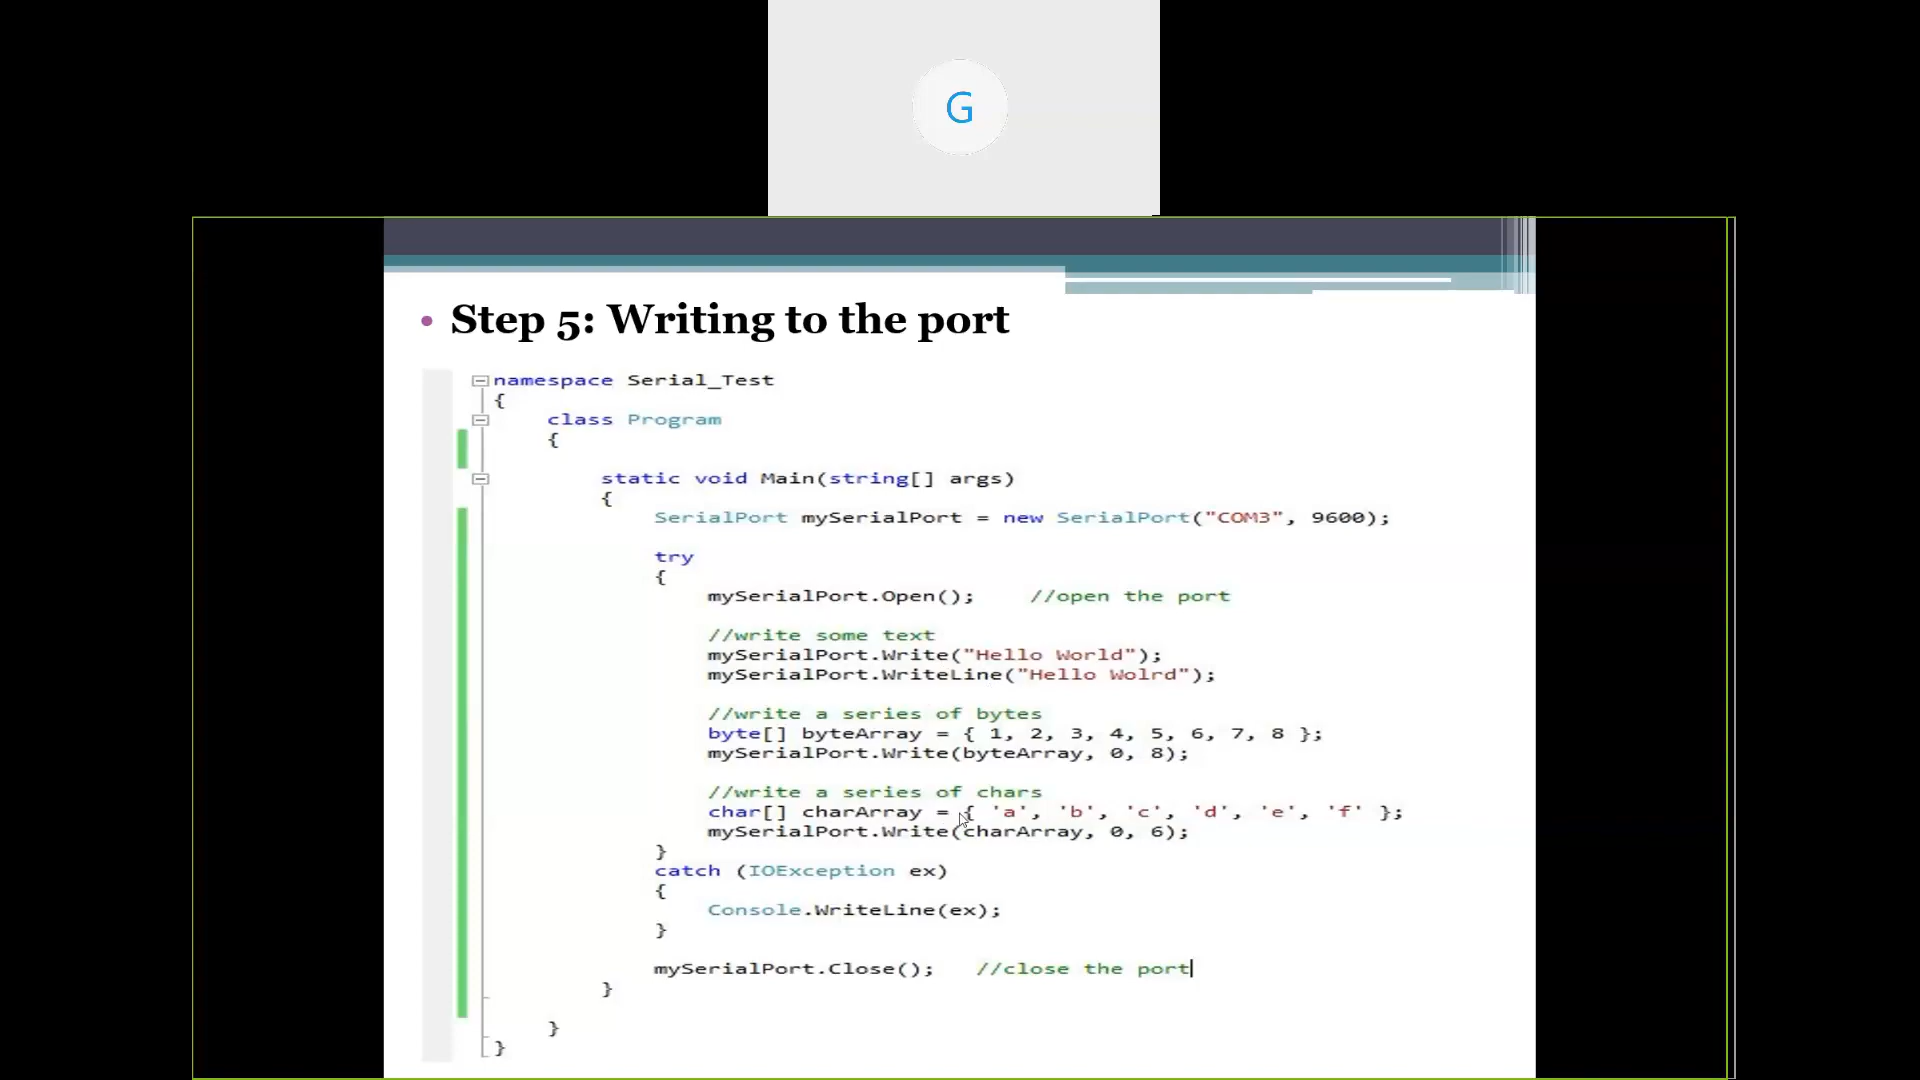 G
• Step 5: Writing to the port
namespace Serial_Test
{
class Program
{
static void Main(string[] args)
{
SerialPort mySerialPort = new SerialPort("COM3", 9600);
try
{
mySerialPort.Open(); //open the port
//write some text
mySerialPort.Write("Hello World");
mySerialPort.WriteLine("Hello Wolrd");
//write a series of bytes
byte[] byteArray = { 1, 2, 3, 4, 5, 6, 7, 8 };
mySerialPort.Write(byteArray, 0, 8);
//write a series of chars
char[] charArray = { 'a', 'b', 'c', 'd', 'e', 'f' };
mySerialPort.Write(charArray, 0, 6);
}
catch (IOException ex)
{
Console.WriteLine(ex);
}
mySerialPort.Close(); //close the port
}
}
}